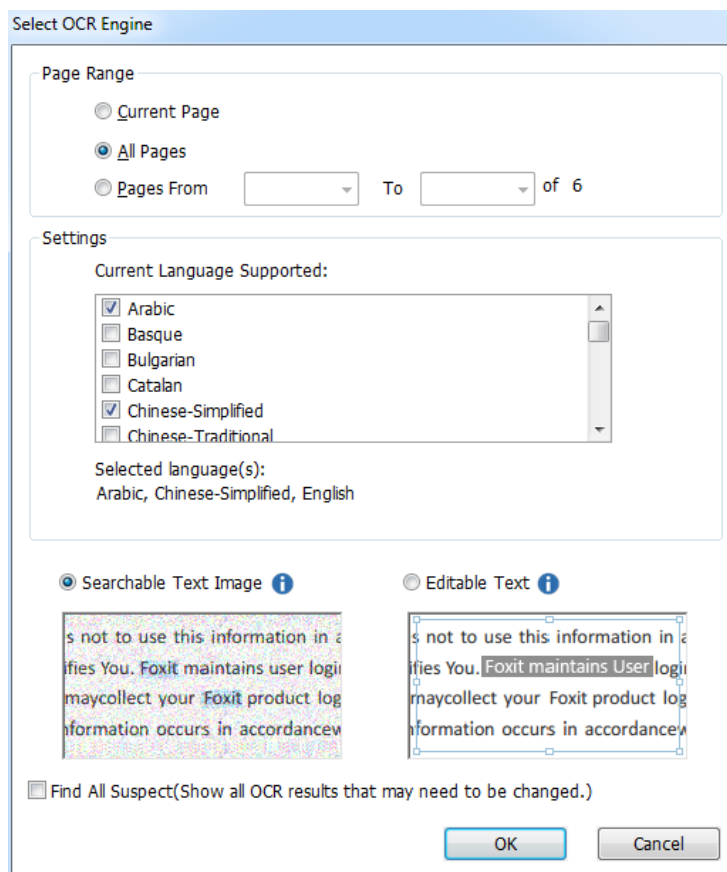 Select OCR Engine
Page Range
Current Page
All Pages
Pages From To of 6
Settings
Current Language Supported:
Arabic
Basque
Bulgarian
Catalan
Chinese-Simplified
Chinese-Traditional
Selected language(s):
Arabic, Chinese-Simplified, English
Searchable Text Image i Editable Text i
s not to use this information in a s not to use this information in a
ifies You. Foxit maintains user login ifies You. Foxit maintains User logi
maycollect your Foxit product log maycollect your Foxit product log
nformation occurs in accordancew nformation occurs in accordancew
Find All Suspect(Show all OCR results that may need to be changed.)
OK Cancel